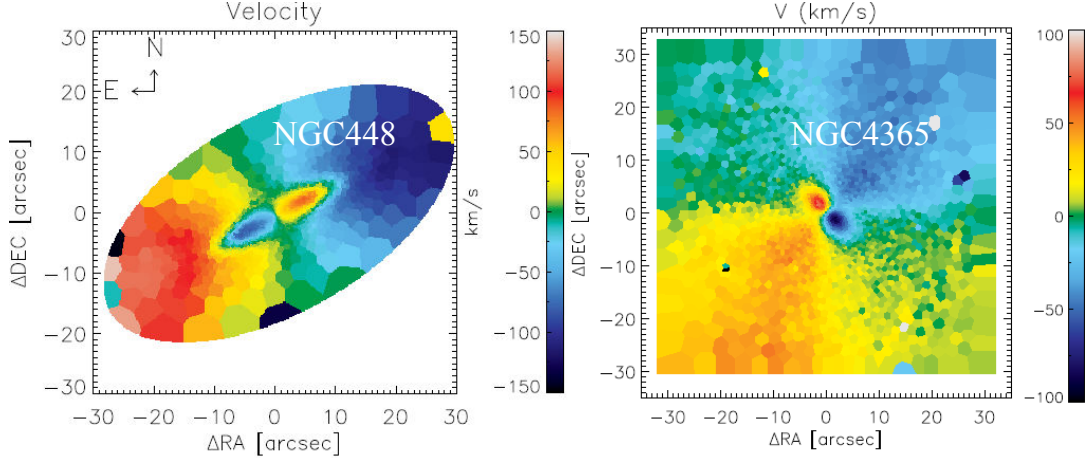 Velocity
30
20
10
0
−10
−20
−30
ΔDEC [arcsec]
N
E
NGC448
−30 −20 −10 0 10 20 30
ΔRA [arcsec]
150
100
50
0
−50
−100
−150
km/s
V (km/s)
30
20
10
0
−10
−20
−30
ΔDEC [arcsec]
NGC4365
−30 −20 −10 0 10 20 30
ΔRA [arcsec]
100
50
0
−50
−100